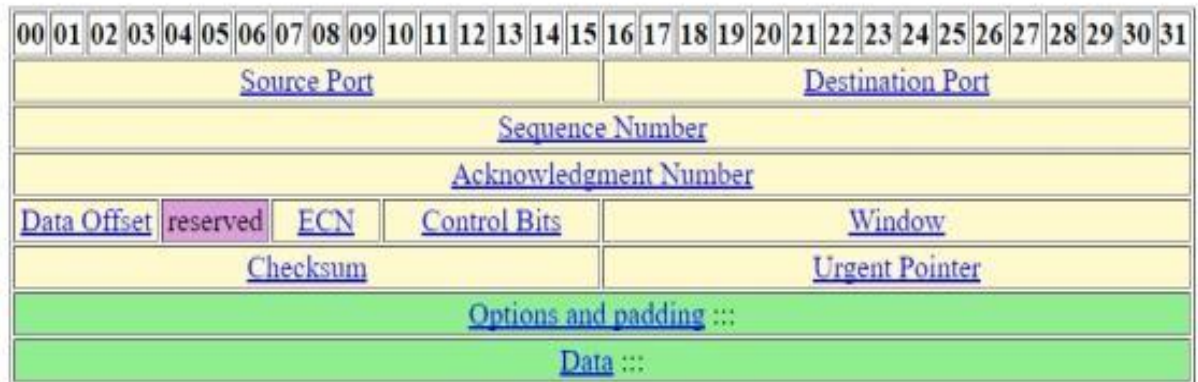 00 01 02 03 04 05 06 07 08 09 10 11 12 13 14 15 16 17 18 19 20 21 22 23 24 25 26 27 28 29 30 31
Source Port Destination Port
Sequence Number
Acknowledgment Number
Data Offset reserved ECN Control Bits Window
Checksum Urgent Pointer
Options and padding :::
Data :::